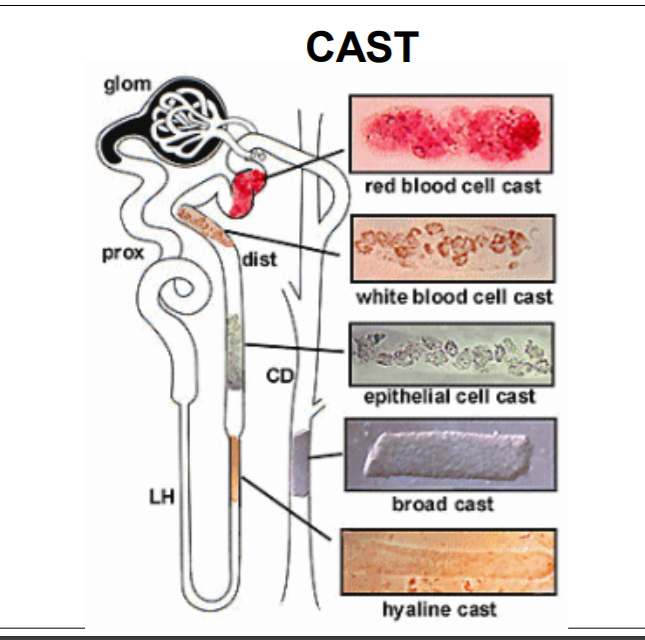 CAST
glom
red blood cell cast
prox
dist
white blood cell cast
CD
epithelial cell cast
LH
broad cast
hyaline cast